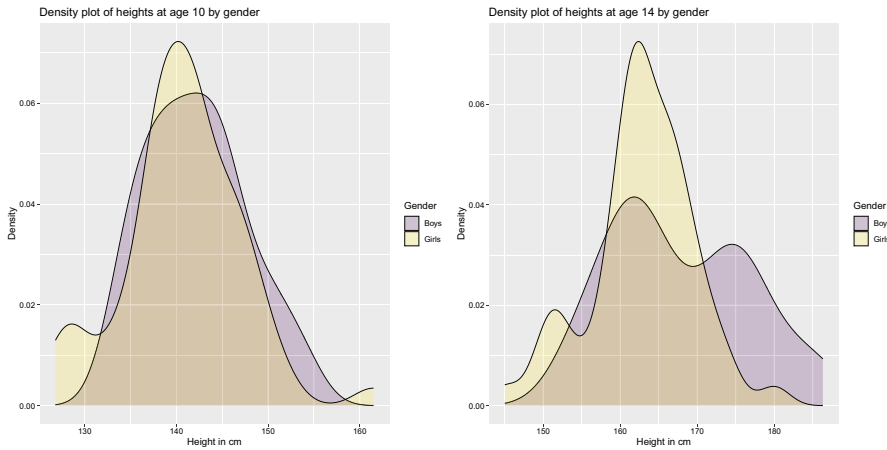 Density plot of heights at age 10 by gender
0.06
0.04
0.02
0.00
Density
130 140 150 160
Height in cm
Gender
Boys
Girls
Density plot of heights at age 14 by gender
0.06
0.04
0.02
0.00
Density
150 160 170 180
Height in cm
Gender
Boy
Girl